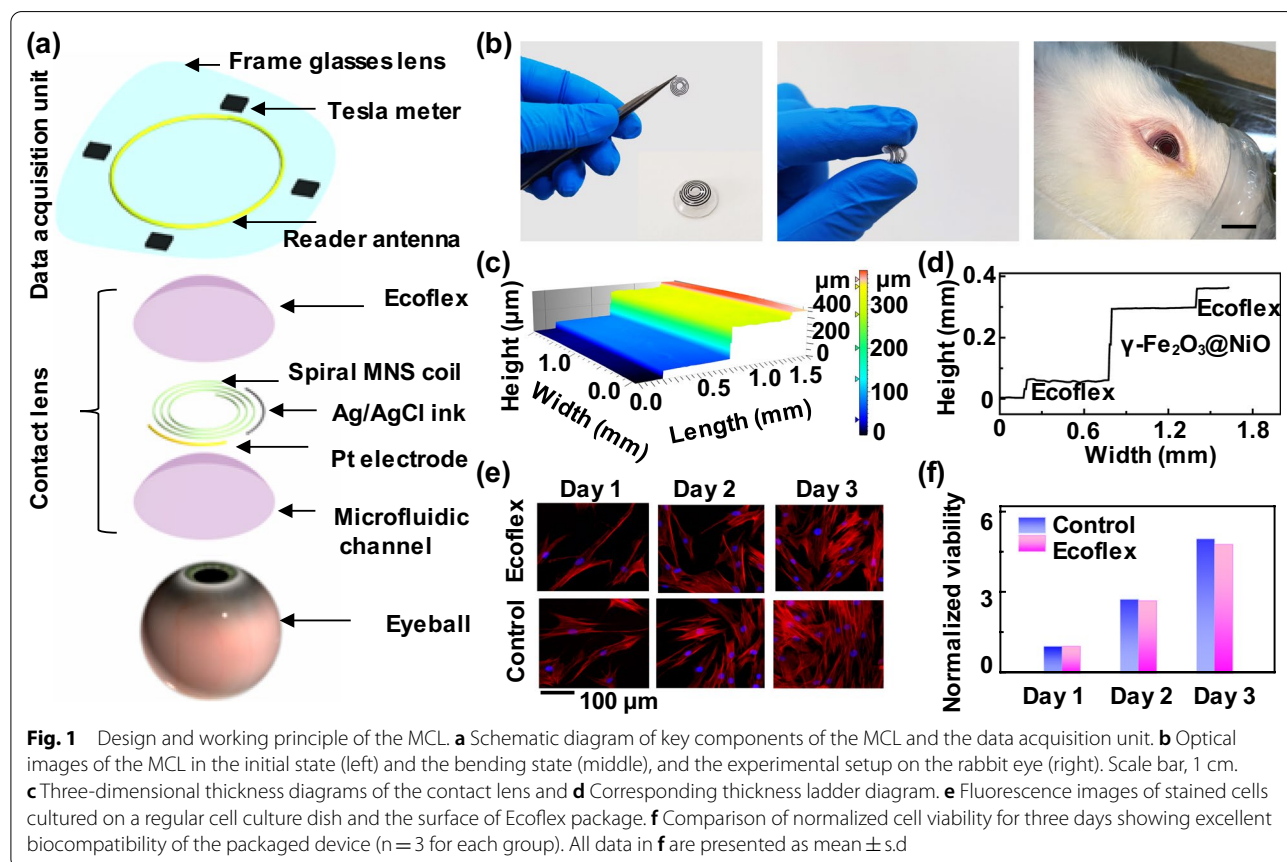 (a)
Data acquisition unit
Frame glasses lens
Tesla meter
Reader antenna
Contact lens
Ecoflex
Spiral MNS coil
Ag/AgCl ink
Pt electrode
Microfluidic
channel
Eyeball
(b)
(c)
Height (μm)
Width (mm)
1.0
0.0
Length (mm)
0.0
0.5
1.0
1.5
μm
400
200
0
μm
300
200
100
0
(d)
Height (mm)
0.4
0.2
0
Ecoflex
γ-Fe₂O₃@NiO
Ecoflex
0
0.6
1.2
1.8
Width (mm)
(e)
Day 1 Day 2 Day 3
Ecoflex
Control
100 μm
(f)
Normalized viability
6
3
0
Control
Ecoflex
Day 1 Day 2 Day 3
Fig. 1 Design and working principle of the MCL. a Schematic diagram of key components of the MCL and the data acquisition unit. b Optical
images of the MCL in the initial state (left) and the bending state (middle), and the experimental setup on the rabbit eye (right). Scale bar, 1 cm.
c Three-dimensional thickness diagrams of the contact lens and d Corresponding thickness ladder diagram. e Fluorescence images of stained cells
cultured on a regular cell culture dish and the surface of Ecoflex package. f Comparison of normalized cell viability for three days showing excellent
biocompatibility of the packaged device (n = 3 for each group). All data in f are presented as mean ± s.d